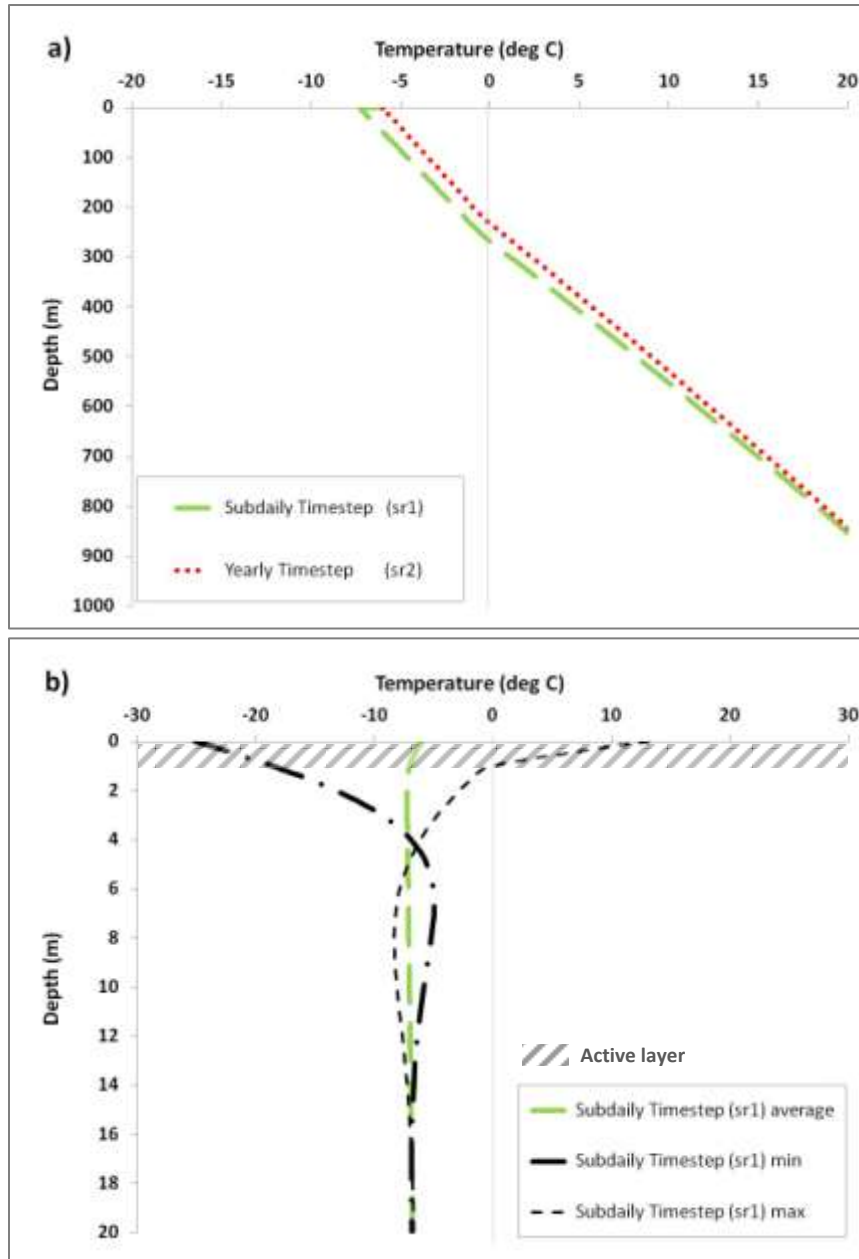 a)
Temperature (deg C)
-20 -15 -10 -5 0 5 10 15 20
0
100
200
300
400
500
600
700
800
900
1000
Depth (m)
Subdaily Timestep (sr1)
Yearly Timestep (sr2)
b)
Temperature (deg C)
-30 -20 -10 0 10 20 30
0
2
4
6
8
10
12
14
16
18
20
Depth (m)
Active layer
Subdaily Timestep (sr1) average
Subdaily Timestep (sr1) min
Subdaily Timestep (sr1) max